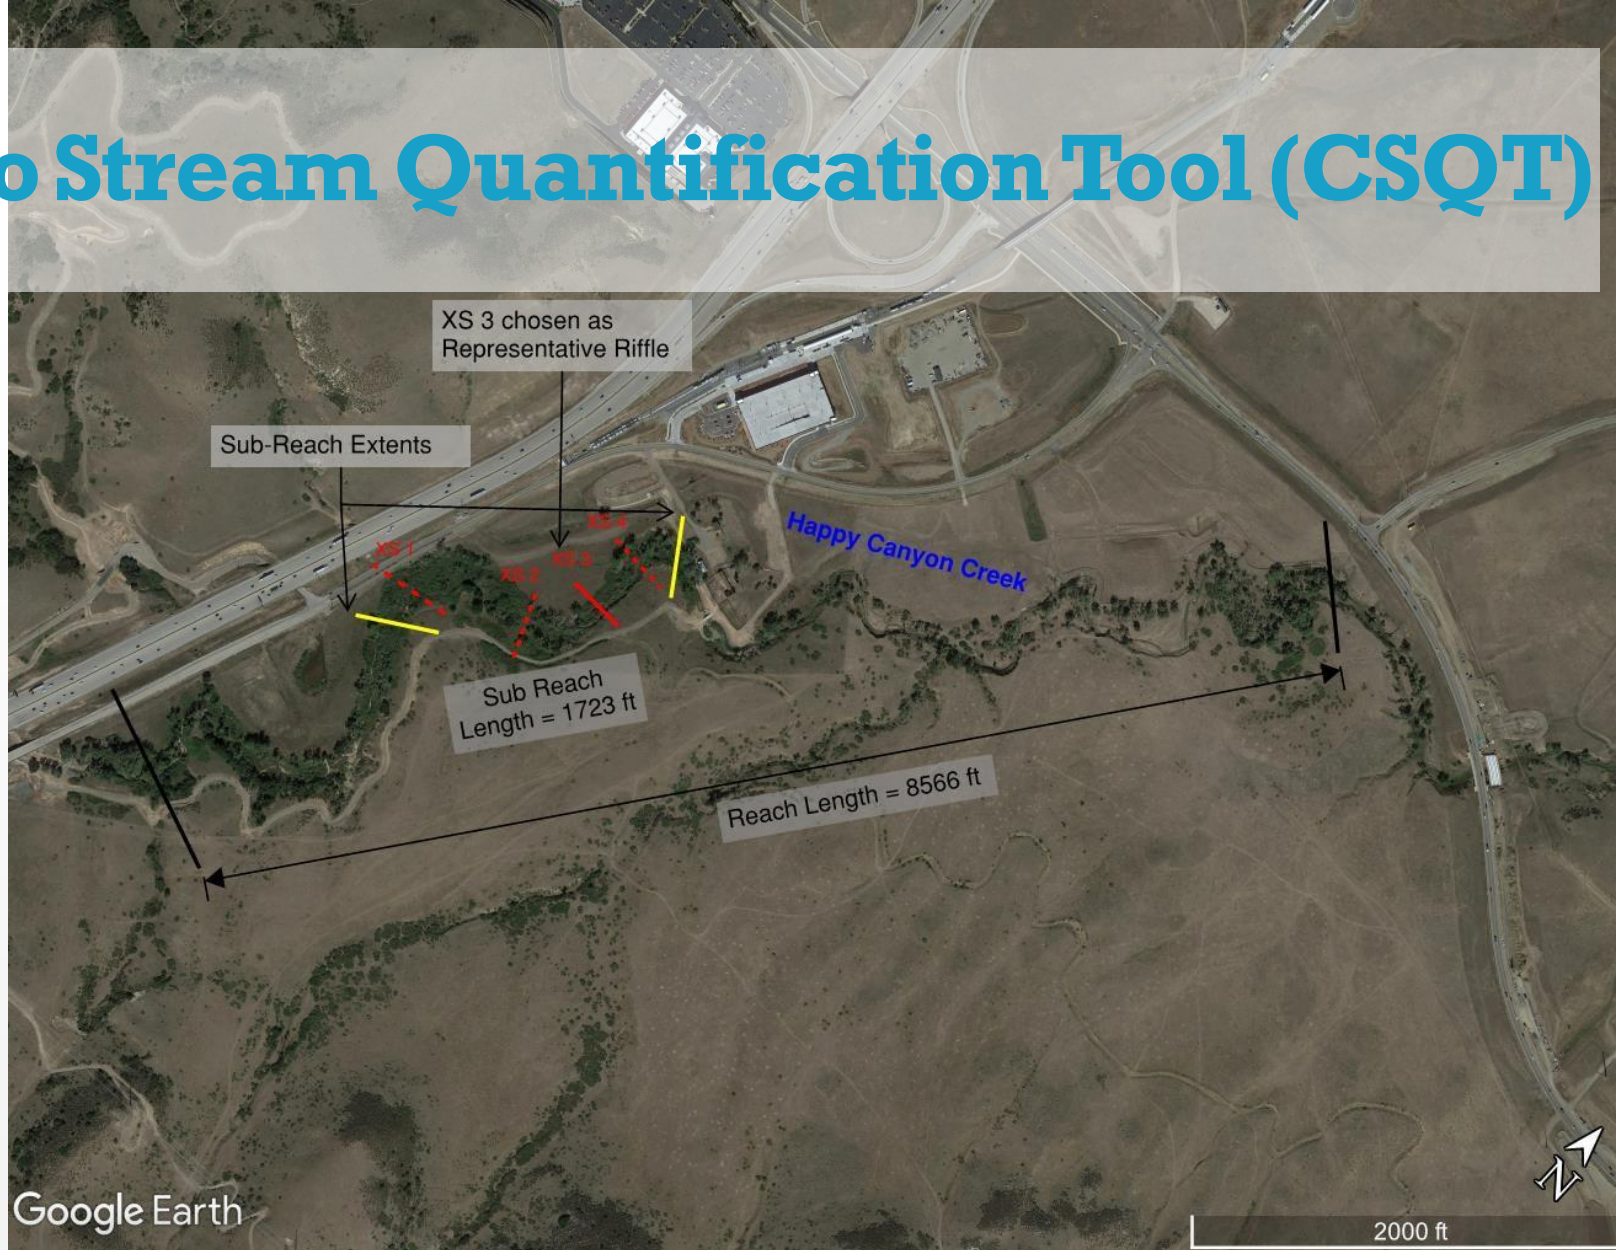 o Stream Quantification Tool (CSQT)
XS 3 chosen as
Representative Riffle
Sub-Reach Extents
XS 4
XS 1
XS 3
XS 2
Happy Canyon Creek
Sub Reach
Length = 1723 ft
Reach Length = 8566 ft
N
Google Earth
2000 ft